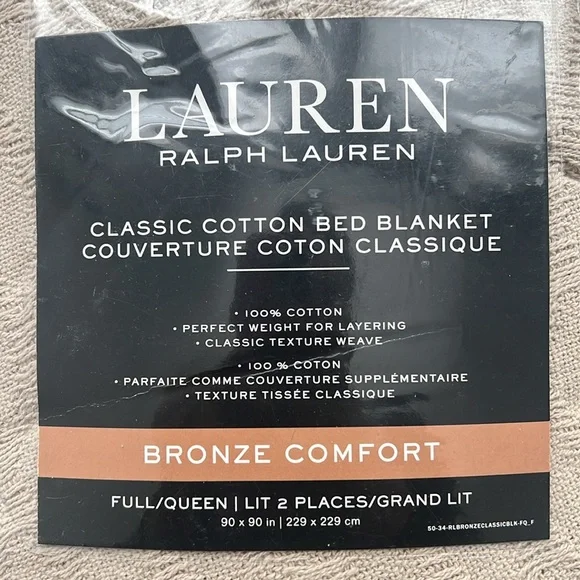 LAUREN
RALPH LAUREN
CLASSIC COTTON BED BLANKET
COUVERTURE COTON CLASSIQUE
• 100% COTTON
• PERFECT WEIGHT FOR LAYERING
• CLASSIC TEXTURE WEAVE
• 100 % COTON
• PARFAITE COMME COUVERTURE SUPPLÉMENTAIRE
• TEXTURE TISSÉE CLASSIQUE
BRONZE COMFORT
FULL/QUEEN | LIT 2 PLACES/GRAND LIT
90 x 90 in | 229 x 229 cm
50-34-RLBRONZECLASSICBLK-FQ_F